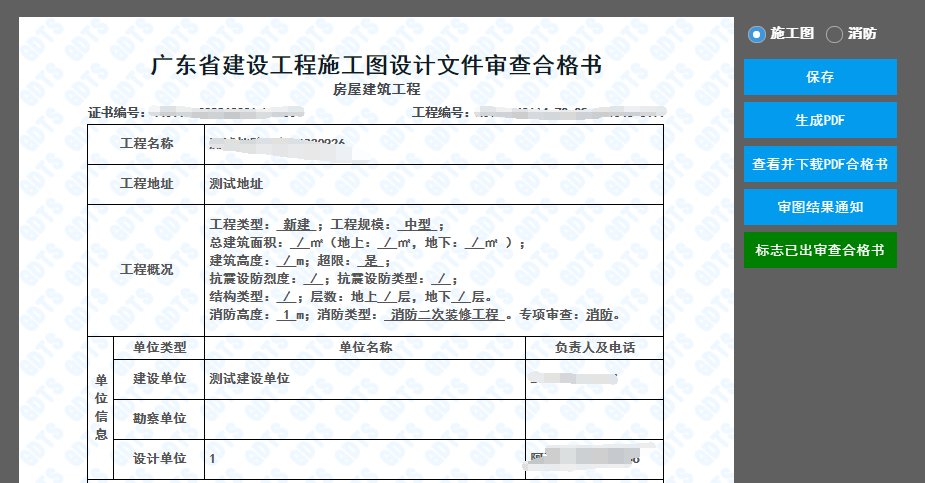 广东省建设工程施工图设计文件审查合格书
房屋建筑工程
证书编号: 工程编号:
工程名称
工程地址 测试地址
工程概况
工程类型: 新建 ; 工程规模: 中型 ;
总建筑面积: / ㎡ (地上: / ㎡, 地下: / ㎡ ) ;
建筑高度: / m; 超限: 是 ;
抗震设防烈度: / ; 抗震设防类型: / ;
结构类型: / ; 层数: 地上 / 层, 地下 / 层。
消防高度: 1 m; 消防类型: 消防二次装修工程 。专项审查: 消防。
单位信息
单位类型 单位名称 负责人及电话
建设单位 测试建设单位
勘察单位
设计单位 1
施工图 消防
保存
生成PDF
查看并下载PDF合格书
审图结果通知
标志已出审查合格书
GDTS